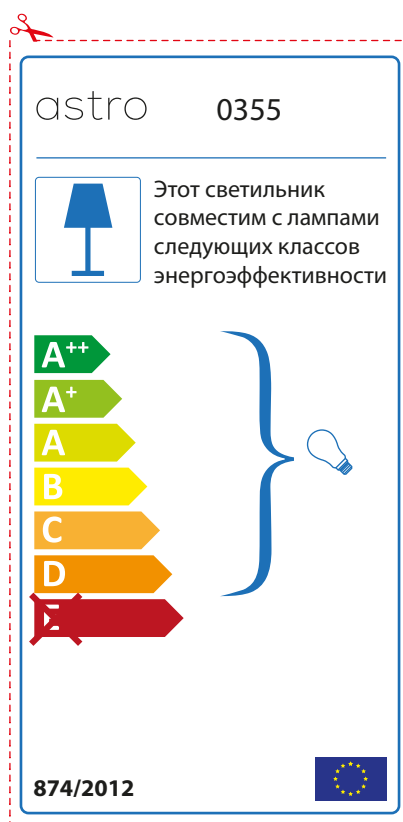 astro 0355
Этот светильник
совместим с лампами
следующих классов
энергоэффективности
A++
A+
A
B
C
D
E
874/2012